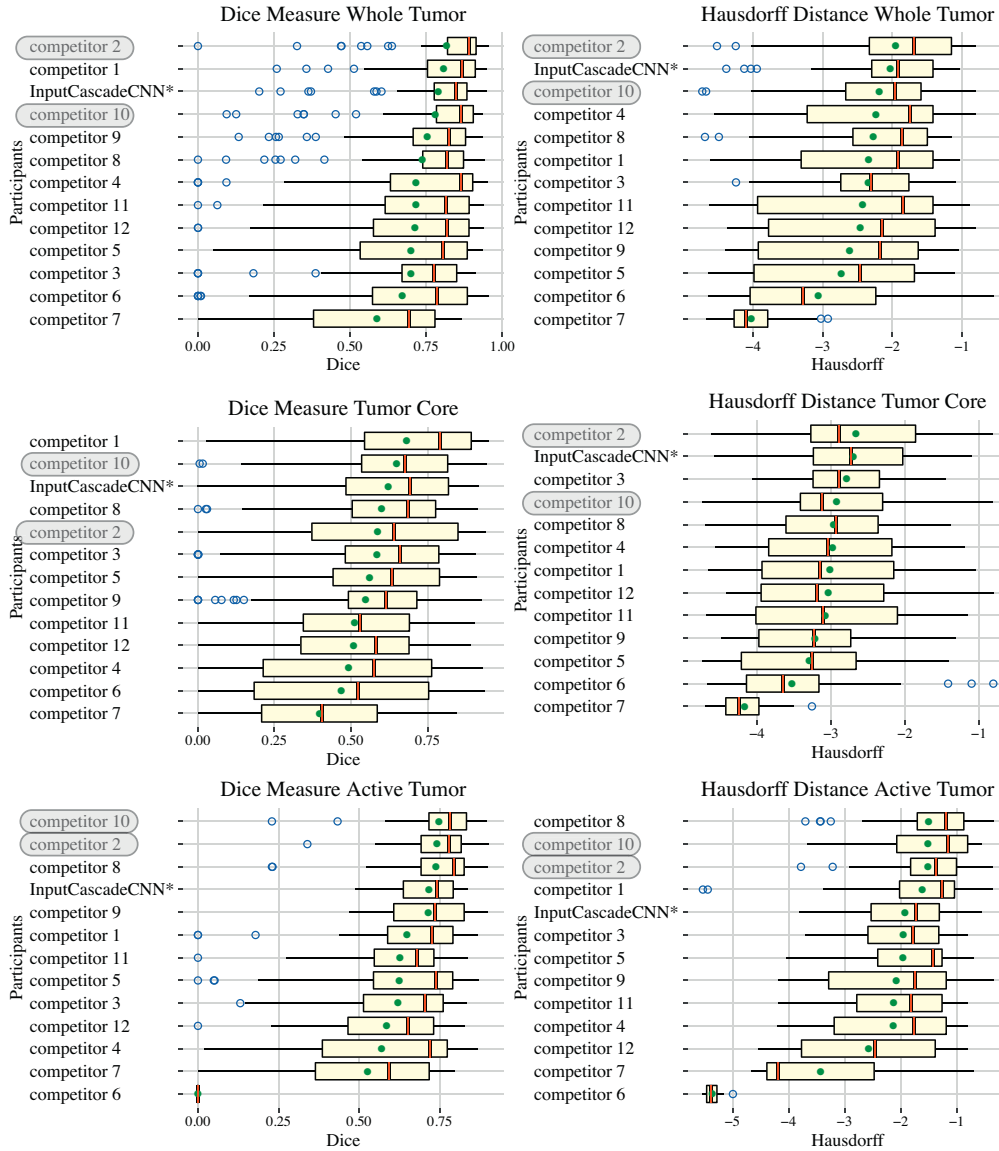 Dice Measure Whole Tumor
Participants
competitor 2
competitor 1
InputCascadeCNN*
competitor 10
competitor 9
competitor 8
competitor 4
competitor 11
competitor 12
competitor 5
competitor 3
competitor 6
competitor 7
0.00 0.25 0.50 0.75 1.00
Dice
Hausdorff Distance Whole Tumor
Participants
competitor 2
InputCascadeCNN*
competitor 10
competitor 4
competitor 8
competitor 1
competitor 3
competitor 11
competitor 12
competitor 9
competitor 5
competitor 6
competitor 7
−4 −3 −2 −1
Hausdorff
Dice Measure Tumor Core
Participants
competitor 1
competitor 10
InputCascadeCNN*
competitor 8
competitor 2
competitor 3
competitor 5
competitor 9
competitor 11
competitor 12
competitor 4
competitor 6
competitor 7
0.00 0.25 0.50 0.75
Dice
Hausdorff Distance Tumor Core
Participants
competitor 2
InputCascadeCNN*
competitor 3
competitor 10
competitor 8
competitor 4
competitor 1
competitor 12
competitor 11
competitor 9
competitor 5
competitor 6
competitor 7
−4 −3 −2 −1
Hausdorff
Dice Measure Active Tumor
Participants
competitor 10
competitor 2
competitor 8
InputCascadeCNN*
competitor 9
competitor 1
competitor 11
competitor 5
competitor 3
competitor 12
competitor 4
competitor 7
competitor 6
0.00 0.25 0.50 0.75
Dice
Hausdorff Distance Active Tumor
Participants
competitor 8
competitor 10
competitor 2
competitor 1
InputCascadeCNN*
competitor 3
competitor 5
competitor 9
competitor 11
competitor 4
competitor 12
competitor 7
competitor 6
−5 −4 −3 −2 −1
Hausdorff